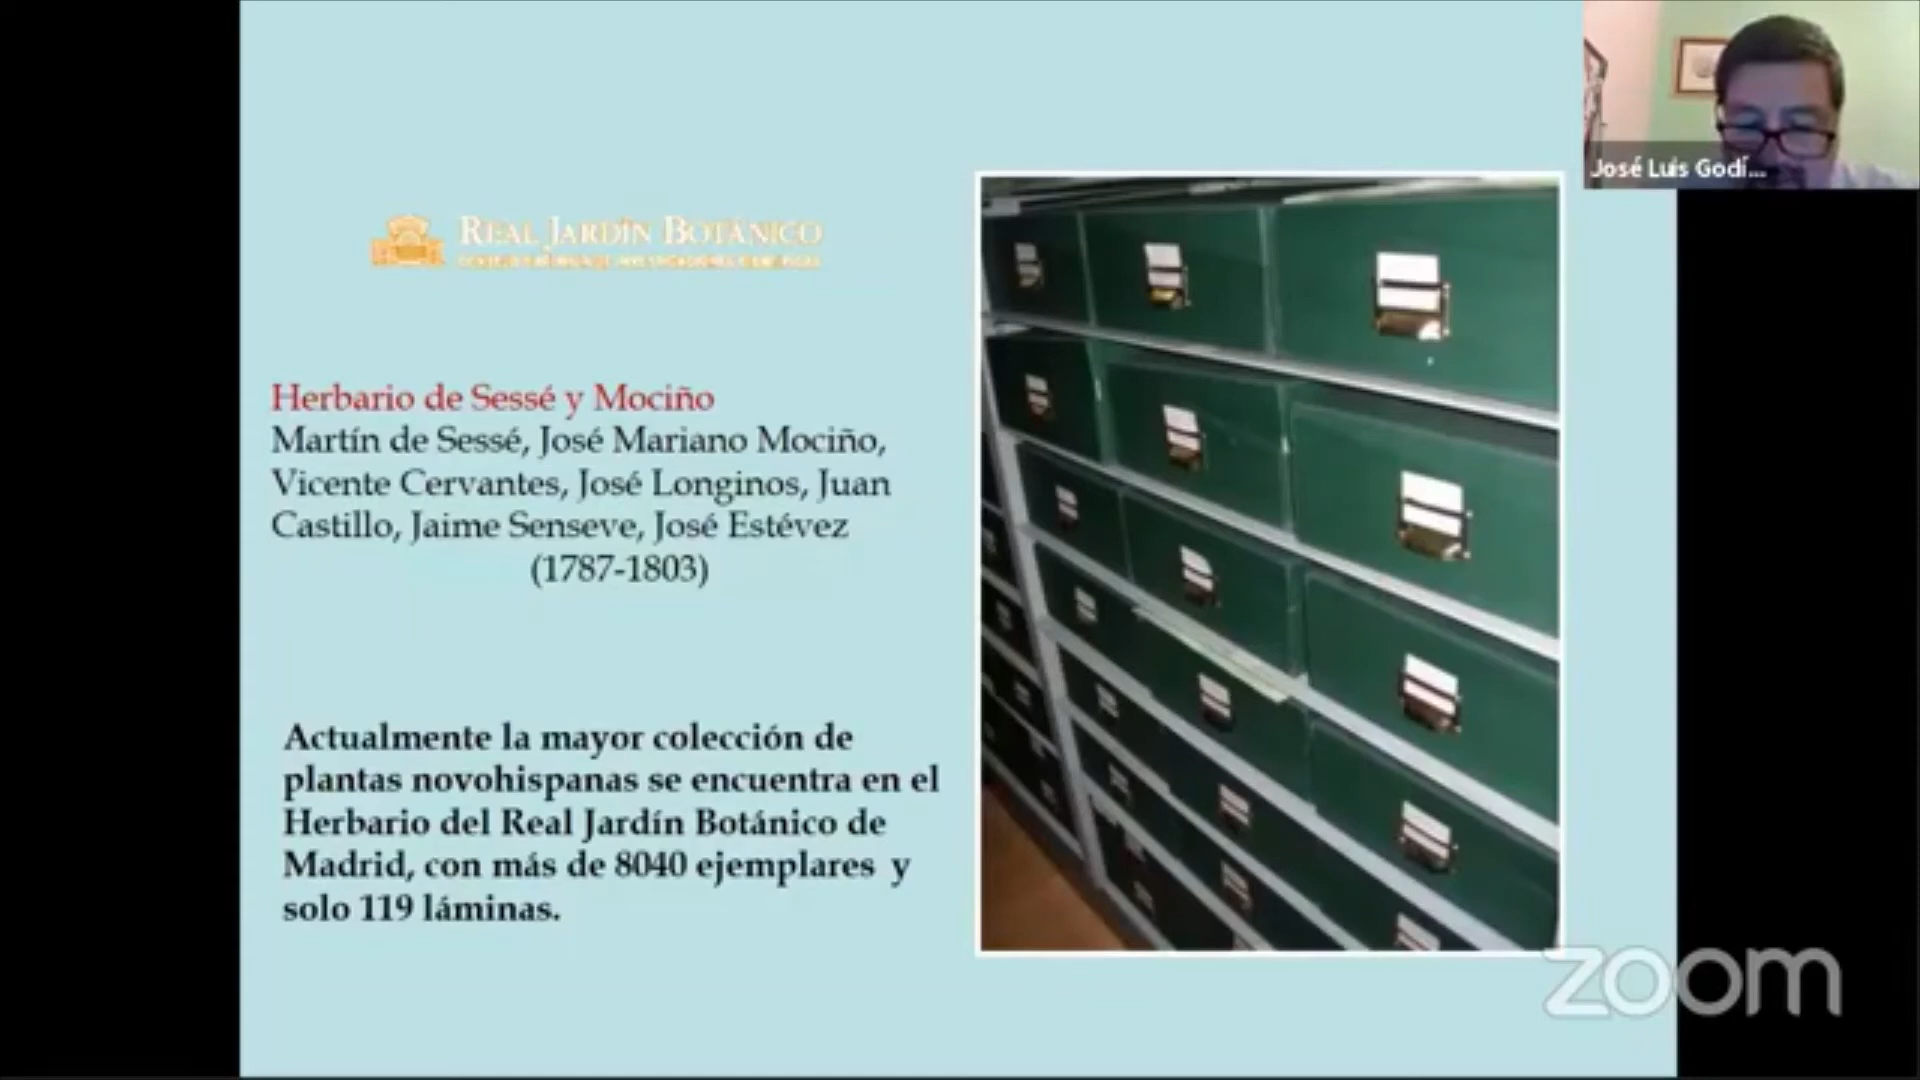 José Luis Godí...
REAL JARDÍN BOTÁNICO
Herbario de Sessé y Mociño
Martín de Sessé, José Mariano Mociño,
Vicente Cervantes, José Longinos, Juan
Castillo, Jaime Senseve, José Estévez
(1787-1803)
Actualmente la mayor colección de
plantas novohispanas se encuentra en el
Herbario del Real Jardín Botánico de
Madrid, con más de 8040 ejemplares y
solo 119 láminas.
zoom